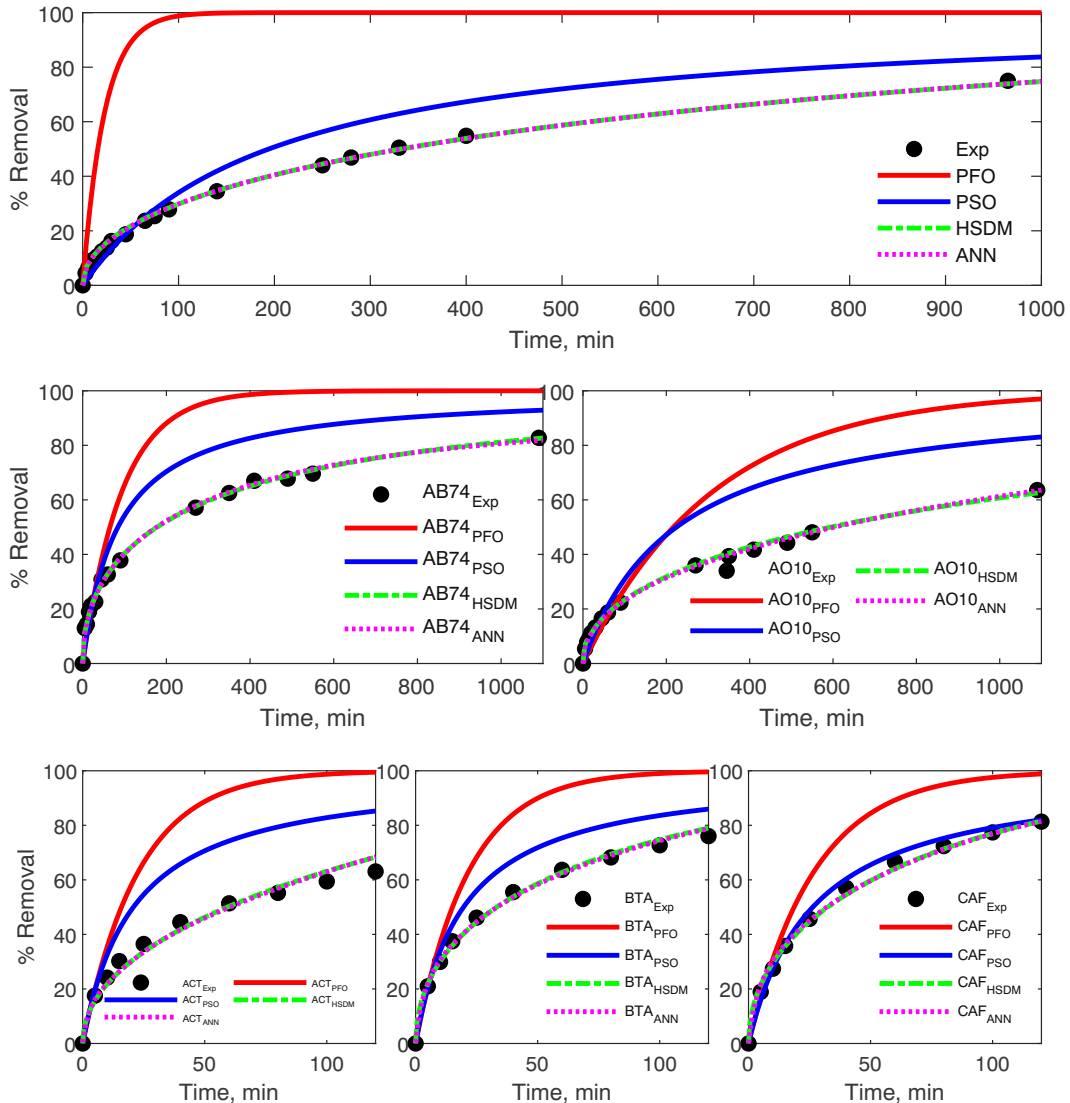 100
80
60
40
20
0
% Removal
Exp
PFO
PSO
HSDM
ANN
0 100 200 300 400 500 600 700 800 900 1000
Time, min
100
80
60
40
20
0
% Removal
AB74Exp
AB74PFO
AB74PSO
AB74HSDM
AB74ANN
0 200 400 600 800 1000
Time, min
100
80
60
40
20
0
AO10Exp
AO10PFO
AO10PSO
AO10HSDM
AO10ANN
0 200 400 600 800 1000
Time, min
100
80
60
40
20
0
% Removal
ACTExp ACTPFO
ACTPSO ACTHSDM
ACTANN
0 50 100
Time, min
100
80
60
40
20
0
BTAExp
BTAPFO
BTAPSO
BTAHSDM
BTAANN
0 50 100
Time, min
100
80
60
40
20
0
CAFExp
CAFPFO
CAFPSO
CAFHSDM
CAFANN
0 50 100
Time, min